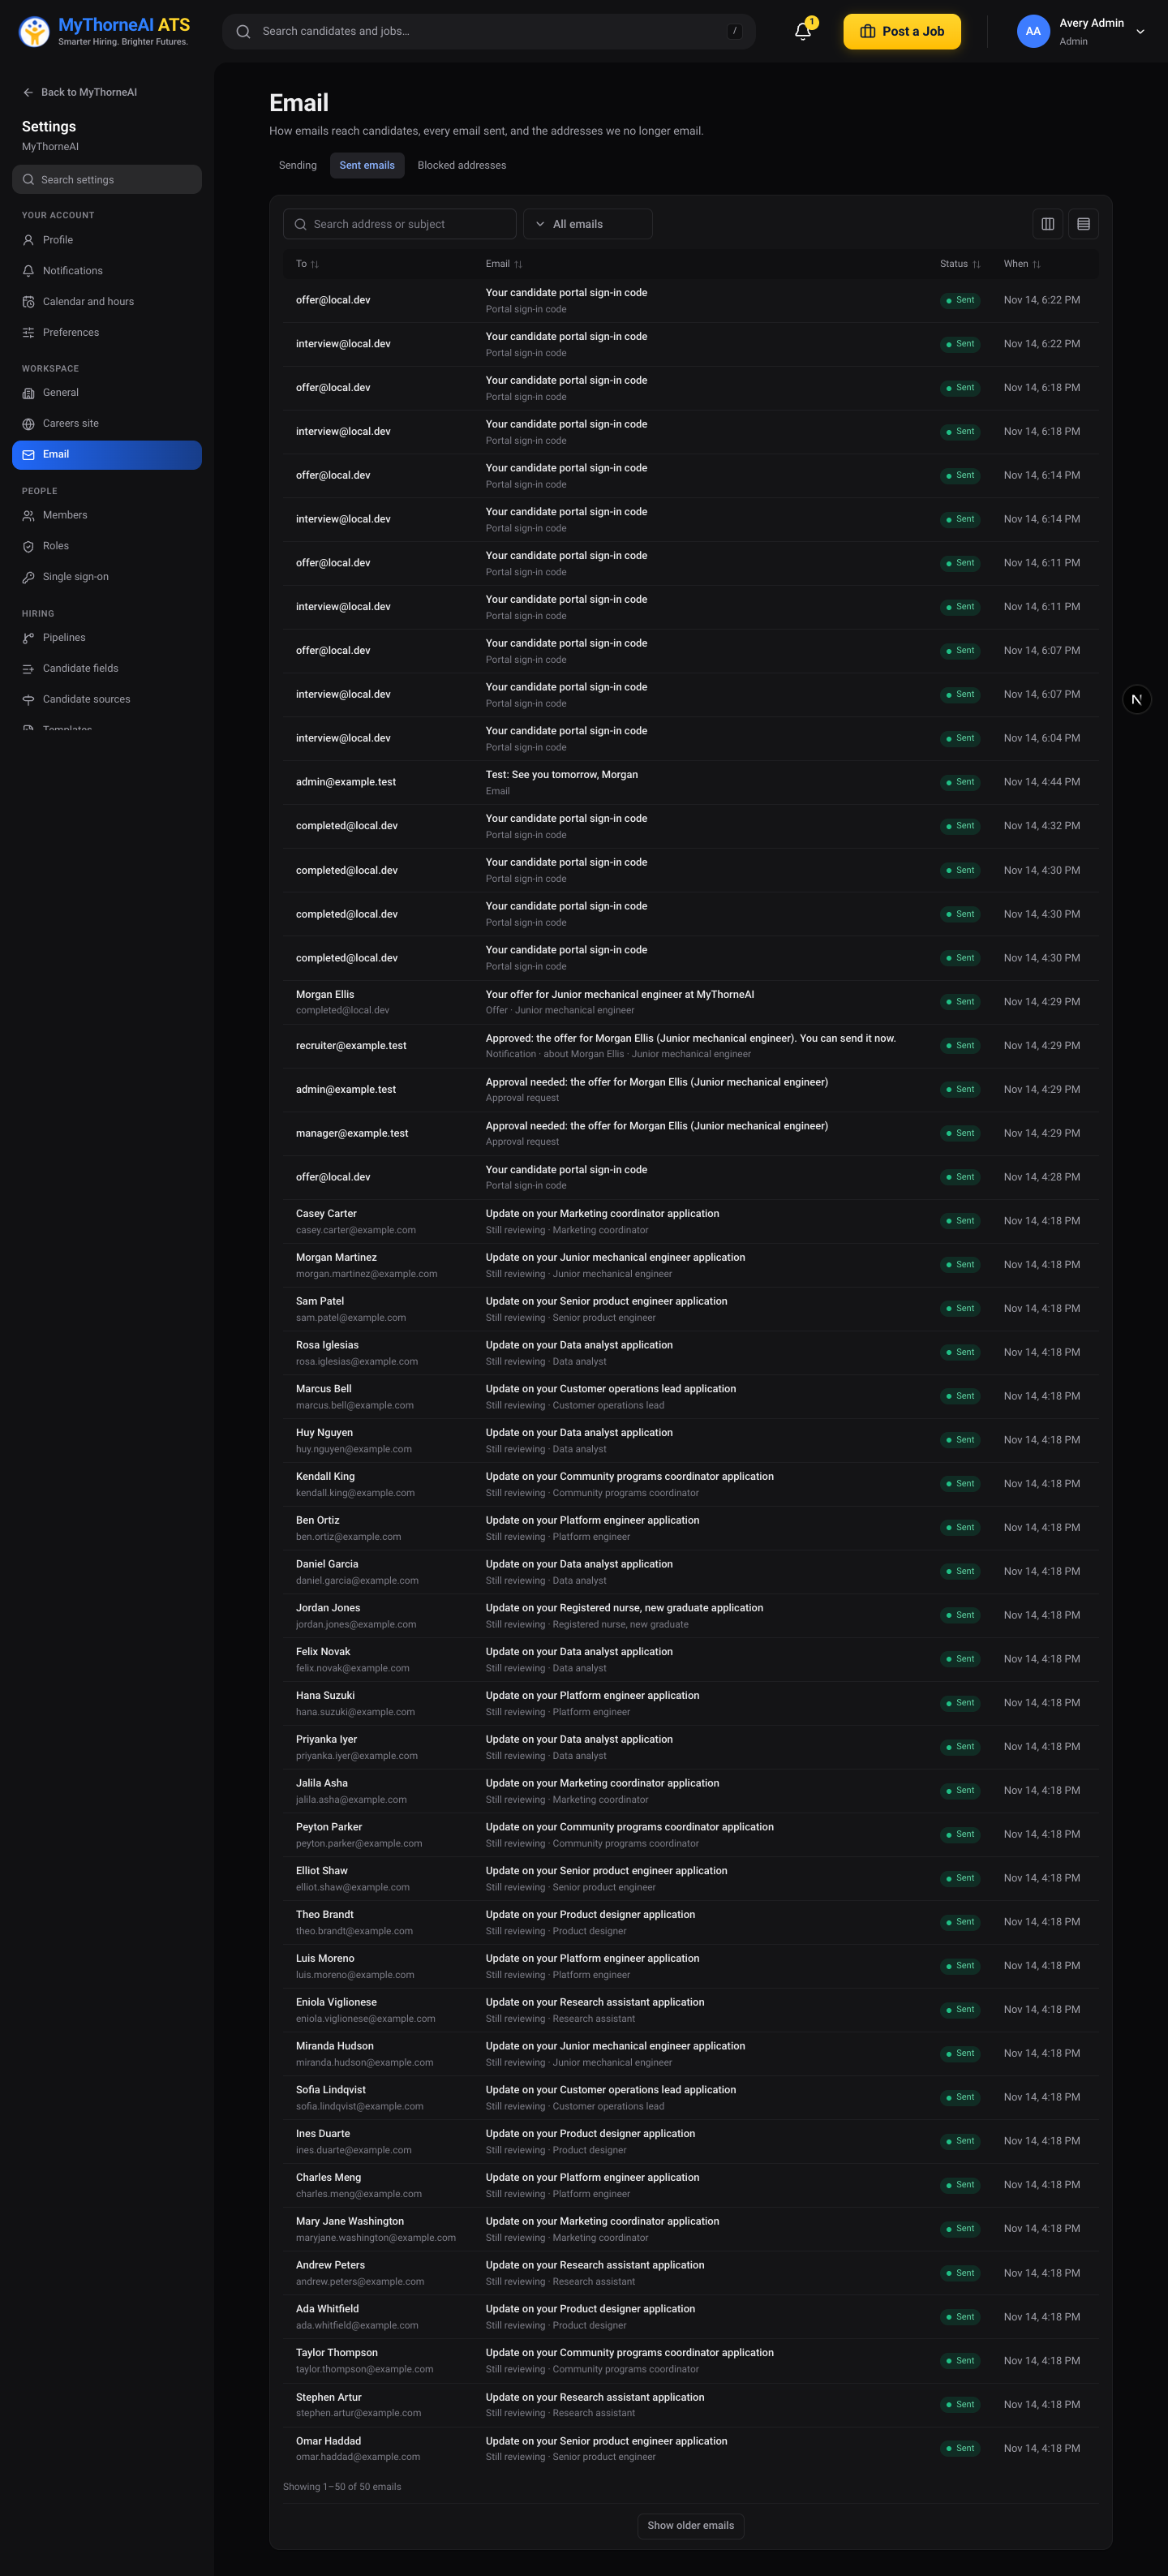 MyThorneAI ATS
Smarter Hiring. Brighter Futures.
Search candidates and jobs...
/
1
Post a Job
AA
Avery Admin
Admin
Back to MyThorneAI
Settings
MyThorneAI
Search settings
YOUR ACCOUNT
Profile
Notifications
Calendar and hours
Preferences
WORKSPACE
General
Careers site
Email
PEOPLE
Members
Roles
Single sign-on
HIRING
Pipelines
Candidate fields
Candidate sources
Templates
Email
How emails reach candidates, every email sent, and the addresses we no longer email.
Sending Sent emails Blocked addresses
Search address or subject All emails
To Email Status When
offer@local.dev Your candidate portal sign-in code Sent Nov 14, 6:22 PM
Portal sign-in code
interview@local.dev Your candidate portal sign-in code Sent Nov 14, 6:22 PM
Portal sign-in code
offer@local.dev Your candidate portal sign-in code Sent Nov 14, 6:18 PM
Portal sign-in code
interview@local.dev Your candidate portal sign-in code Sent Nov 14, 6:18 PM
Portal sign-in code
offer@local.dev Your candidate portal sign-in code Sent Nov 14, 6:14 PM
Portal sign-in code
interview@local.dev Your candidate portal sign-in code Sent Nov 14, 6:14 PM
Portal sign-in code
offer@local.dev Your candidate portal sign-in code Sent Nov 14, 6:11 PM
Portal sign-in code
interview@local.dev Your candidate portal sign-in code Sent Nov 14, 6:11 PM
Portal sign-in code
offer@local.dev Your candidate portal sign-in code Sent Nov 14, 6:07 PM
Portal sign-in code
interview@local.dev Your candidate portal sign-in code Sent Nov 14, 6:07 PM
Portal sign-in code
interview@local.dev Your candidate portal sign-in code Sent Nov 14, 6:04 PM
Portal sign-in code
admin@example.test Test: See you tomorrow, Morgan Sent Nov 14, 4:44 PM
Email
completed@local.dev Your candidate portal sign-in code Sent Nov 14, 4:32 PM
Portal sign-in code
completed@local.dev Your candidate portal sign-in code Sent Nov 14, 4:30 PM
Portal sign-in code
completed@local.dev Your candidate portal sign-in code Sent Nov 14, 4:30 PM
Portal sign-in code
completed@local.dev Your candidate portal sign-in code Sent Nov 14, 4:30 PM
Portal sign-in code
Morgan Ellis Your offer for Junior mechanical engineer at MyThorneAI Sent Nov 14, 4:29 PM
completed@local.dev Offer · Junior mechanical engineer
recruiter@example.test Approved: the offer for Morgan Ellis (Junior mechanical engineer). You can send it now. Sent Nov 14, 4:29 PM
Notification · about Morgan Ellis · Junior mechanical engineer
admin@example.test Approval needed: the offer for Morgan Ellis (Junior mechanical engineer) Sent Nov 14, 4:29 PM
Approval request
manager@example.test Approval needed: the offer for Morgan Ellis (Junior mechanical engineer) Sent Nov 14, 4:29 PM
Approval request
offer@local.dev Your candidate portal sign-in code Sent Nov 14, 4:28 PM
Portal sign-in code
Casey Carter Update on your Marketing coordinator application Sent Nov 14, 4:18 PM
casey.carter@example.com Still reviewing · Marketing coordinator
Morgan Martinez Update on your Junior mechanical engineer application Sent Nov 14, 4:18 PM
morgan.martinez@example.com Still reviewing · Junior mechanical engineer
Sam Patel Update on your Senior product engineer application Sent Nov 14, 4:18 PM
sam.patel@example.com Still reviewing · Senior product engineer
Rosa Iglesias Update on your Data analyst application Sent Nov 14, 4:18 PM
rosa.iglesias@example.com Still reviewing · Data analyst
Marcus Bell Update on your Customer operations lead application Sent Nov 14, 4:18 PM
marcus.bell@example.com Still reviewing · Customer operations lead
Huy Nguyen Update on your Data analyst application Sent Nov 14, 4:18 PM
huy.nguyen@example.com Still reviewing · Data analyst
Kendall King Update on your Community programs coordinator application Sent Nov 14, 4:18 PM
kendall.king@example.com Still reviewing · Community programs coordinator
Ben Ortiz Update on your Platform engineer application Sent Nov 14, 4:18 PM
ben.ortiz@example.com Still reviewing · Platform engineer
Daniel Garcia Update on your Data analyst application Sent Nov 14, 4:18 PM
daniel.garcia@example.com Still reviewing · Data analyst
Jordan Jones Update on your Registered nurse, new graduate application Sent Nov 14, 4:18 PM
jordan.jones@example.com Still reviewing · Registered nurse, new graduate
Felix Novak Update on your Data analyst application Sent Nov 14, 4:18 PM
felix.novak@example.com Still reviewing · Data analyst
Hana Suzuki Update on your Platform engineer application Sent Nov 14, 4:18 PM
hana.suzuki@example.com Still reviewing · Platform engineer
Priyanka Iyer Update on your Data analyst application Sent Nov 14, 4:18 PM
priyanka.iyer@example.com Still reviewing · Data analyst
Jalila Asha Update on your Marketing coordinator application Sent Nov 14, 4:18 PM
jalila.asha@example.com Still reviewing · Marketing coordinator
Peyton Parker Update on your Community programs coordinator application Sent Nov 14, 4:18 PM
peyton.parker@example.com Still reviewing · Community programs coordinator
Elliot Shaw Update on your Senior product engineer application Sent Nov 14, 4:18 PM
elliot.shaw@example.com Still reviewing · Senior product engineer
Theo Brandt Update on your Product designer application Sent Nov 14, 4:18 PM
theo.brandt@example.com Still reviewing · Product designer
Luis Moreno Update on your Platform engineer application Sent Nov 14, 4:18 PM
luis.moreno@example.com Still reviewing · Platform engineer
Eniola Viglionese Update on your Research assistant application Sent Nov 14, 4:18 PM
eniola.viglionese@example.com Still reviewing · Research assistant
Miranda Hudson Update on your Junior mechanical engineer application Sent Nov 14, 4:18 PM
miranda.hudson@example.com Still reviewing · Junior mechanical engineer
Sofia Lindqvist Update on your Customer operations lead application Sent Nov 14, 4:18 PM
sofia.lindqvist@example.com Still reviewing · Customer operations lead
Ines Duarte Update on your Product designer application Sent Nov 14, 4:18 PM
ines.duarte@example.com Still reviewing · Product designer
Charles Meng Update on your Platform engineer application Sent Nov 14, 4:18 PM
charles.meng@example.com Still reviewing · Platform engineer
Mary Jane Washington Update on your Marketing coordinator application Sent Nov 14, 4:18 PM
maryjane.washington@example.com Still reviewing · Marketing coordinator
Andrew Peters Update on your Research assistant application Sent Nov 14, 4:18 PM
andrew.peters@example.com Still reviewing · Research assistant
Ada Whitfield Update on your Product designer application Sent Nov 14, 4:18 PM
ada.whitfield@example.com Still reviewing · Product designer
Taylor Thompson Update on your Community programs coordinator application Sent Nov 14, 4:18 PM
taylor.thompson@example.com Still reviewing · Community programs coordinator
Stephen Artur Update on your Research assistant application Sent Nov 14, 4:18 PM
stephen.artur@example.com Still reviewing · Research assistant
Omar Haddad Update on your Senior product engineer application Sent Nov 14, 4:18 PM
omar.haddad@example.com Still reviewing · Senior product engineer
Showing 1–50 of 50 emails
Show older emails
N